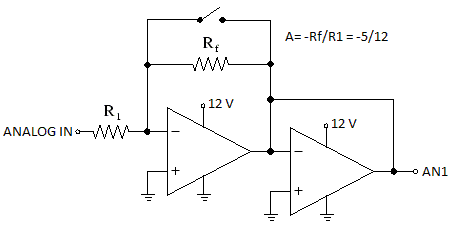 A= -Rf/R1 = -5/12
Rf
R1
12 V
12 V
ANALOG IN
− 
+
−
+
AN1